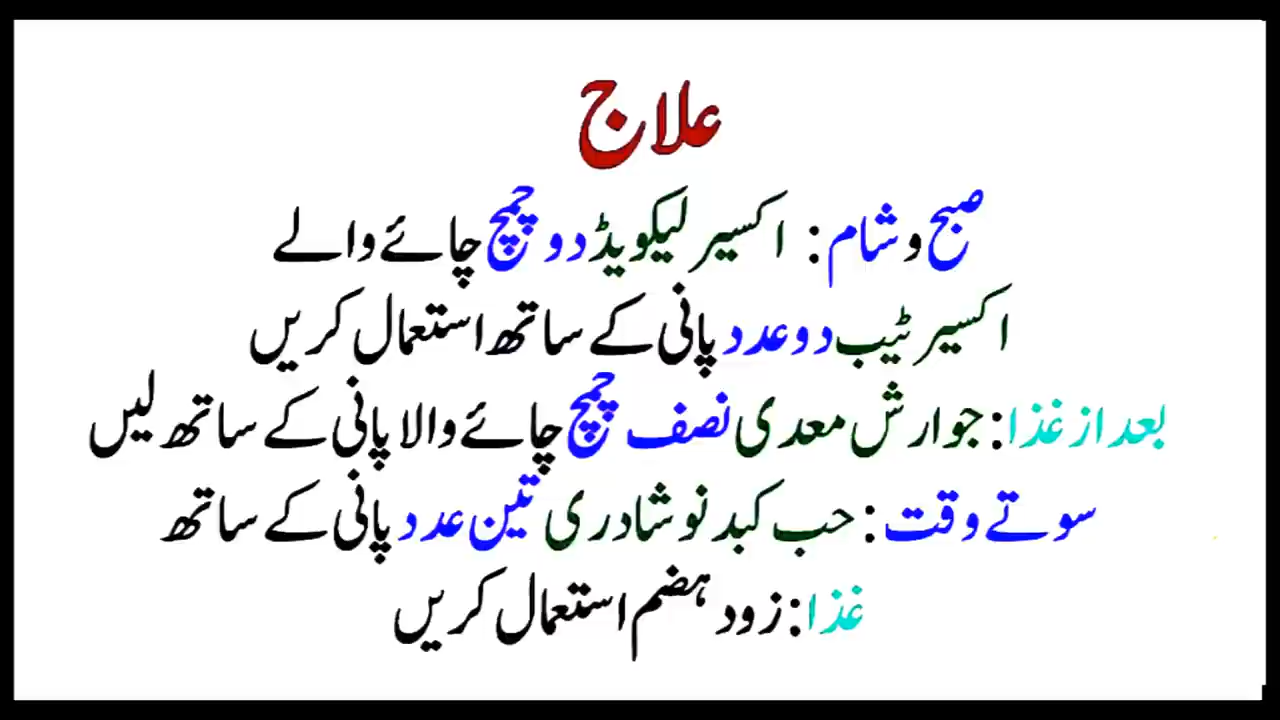 علاج
صبح و شام : اکسیر لیکویڈ دو چمچ چائے والے
اکسیر ٹیب دو عدد پانی کے ساتھ استعمال کریں
بعد از غذا : جوارش معدی نصف چمچ چائے والا پانی کے ساتھ لیں
سوتے وقت : حب کبد نوشادری تین عدد پانی کے ساتھ
غذا : زود ہضم استعمال کریں